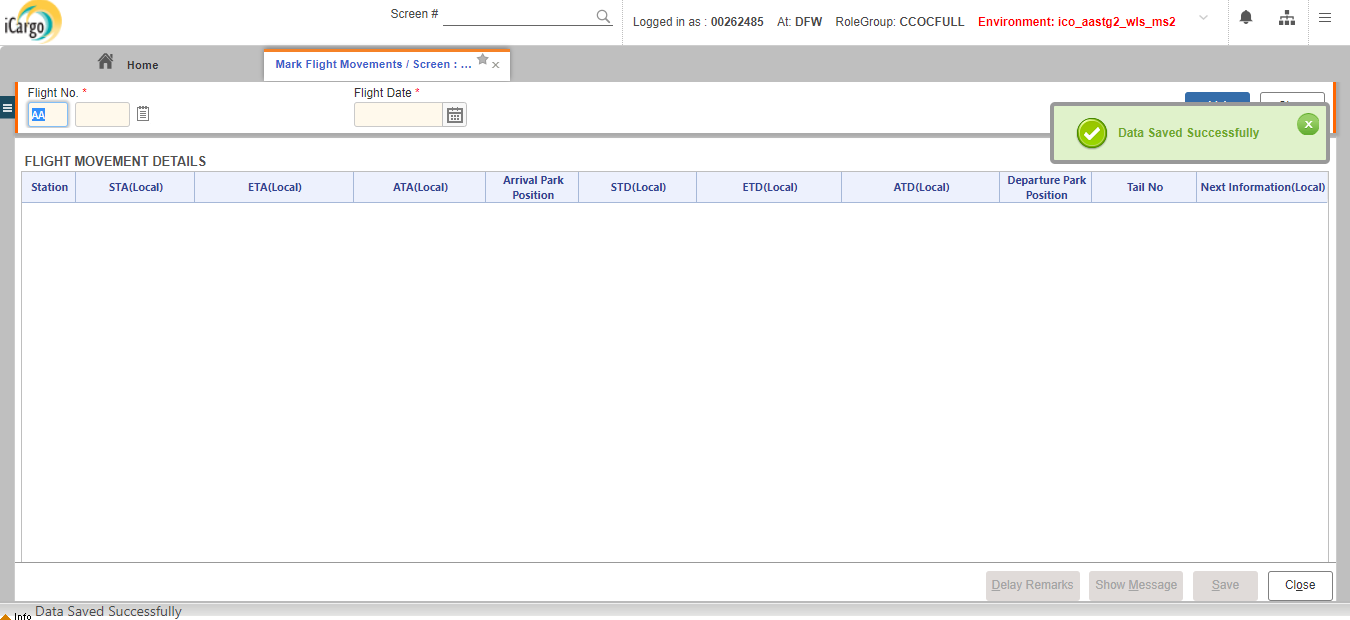 iCargo
Screen #
Logged in as : 00262485 At: DFW RoleGroup: CCOCFULL Environment: ico_aastg2_wls_ms2
Home
Mark Flight Movements / Screen : ...
Flight No. *
Flight Date *
AA
Data Saved Successfully
FLIGHT MOVEMENT DETAILS
Station STA(Local) ETA(Local) ATA(Local) Arrival Park Position STD(Local) ETD(Local) ATD(Local) Departure Park Position Tail No Next Information(Local)
Delay Remarks Show Message Save Close
Info Data Saved Successfully